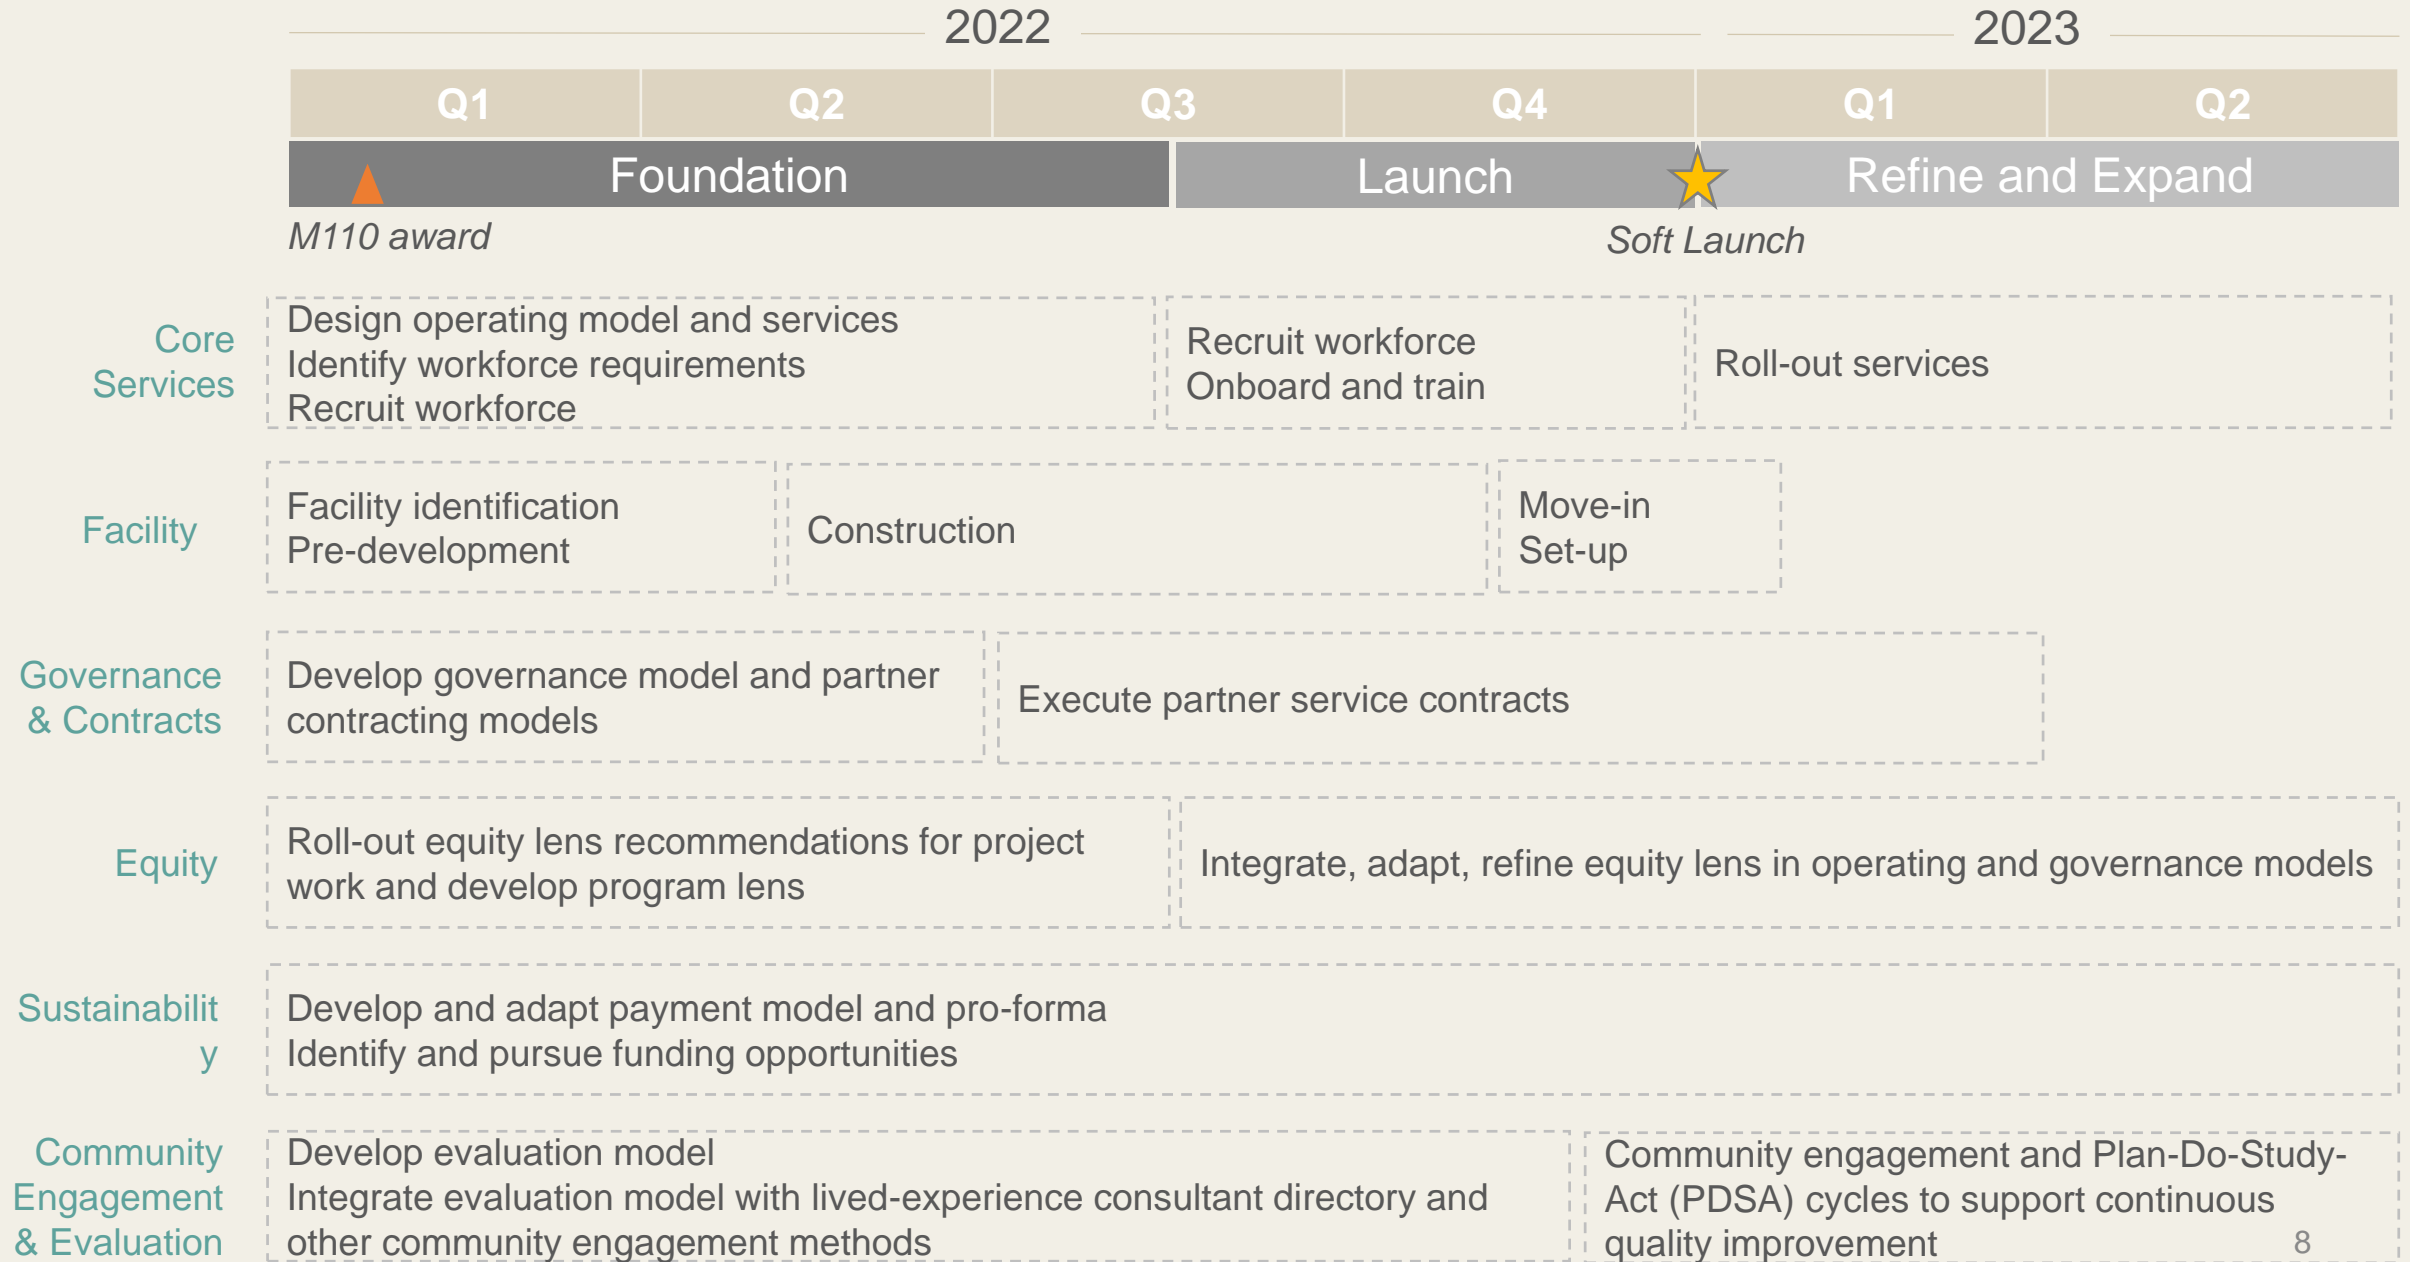 2022
2023
Q1
Q2
Q3
Q4
Q1
Q2
Foundation
Launch
Refine and Expand
M110 award
Soft Launch
Core
Services
Design operating model and services
Identify workforce requirements
Recruit workforce
Recruit workforce
Onboard and train
Roll-out services
Facility
Facility identification
Pre-development
Construction
Move-in
Set-up
Governance
& Contracts
Develop governance model and partner
contracting models
Execute partner service contracts
Equity
Roll-out equity lens recommendations for project
work and develop program lens
Integrate, adapt, refine equity lens in operating and governance models
Sustainabilit
y
Develop and adapt payment model and pro-forma
Identify and pursue funding opportunities
Community
Engagement
& Evaluation
Develop evaluation model
Integrate evaluation model with lived-experience consultant directory and
other community engagement methods
Community engagement and Plan-Do-Study-
Act (PDSA) cycles to support continuous
quality improvement
8